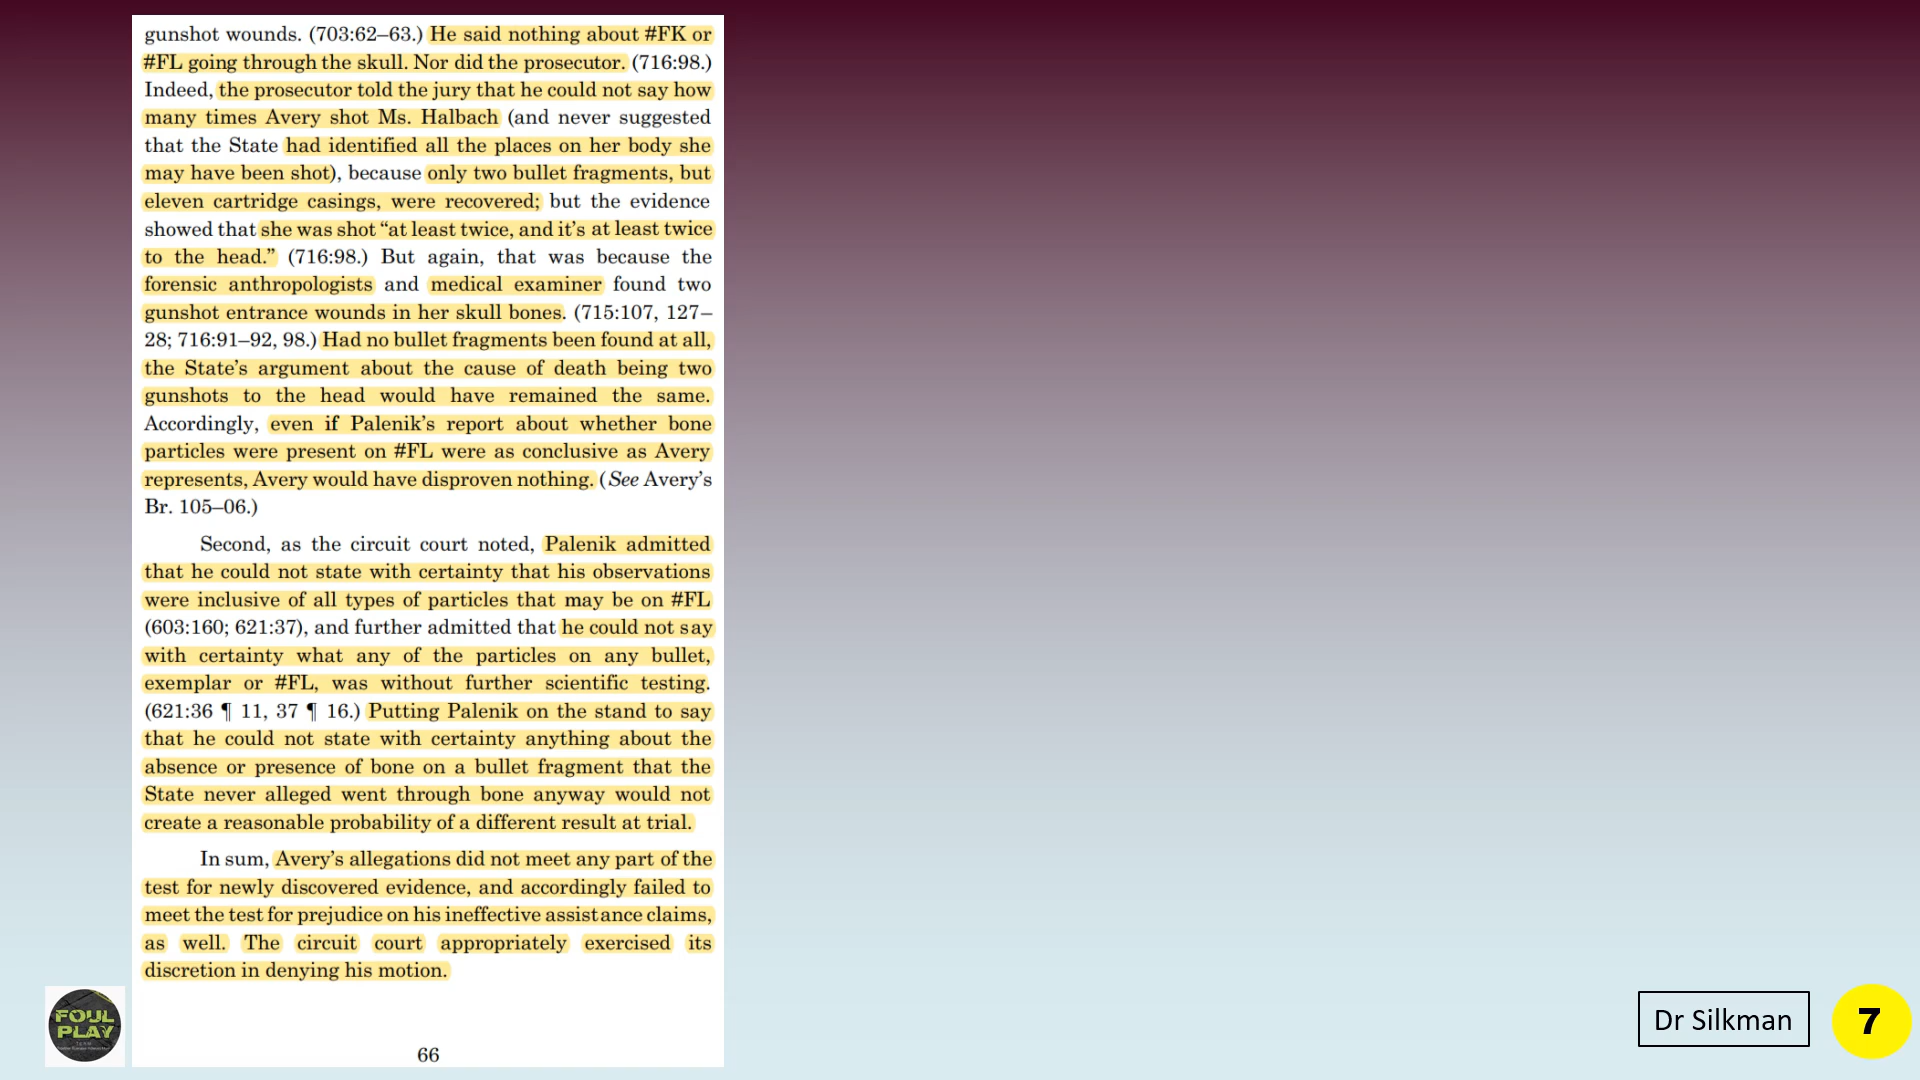 gunshot wounds. (703:62–63.) He said nothing about #FK or
#FL going through the skull. Nor did the prosecutor. (716:98.)
Indeed, the prosecutor told the jury that he could not say how
many times Avery shot Ms. Halbach (and never suggested
that the State had identified all the places on her body she
may have been shot), because only two bullet fragments, but
eleven cartridge casings, were recovered; but the evidence
showed that she was shot “at least twice, and it’s at least twice
to the head.” (716:98.) But again, that was because the
forensic anthropologists and medical examiner found two
gunshot entrance wounds in her skull bones. (715:107, 127–
28; 716:91–92, 98.) Had no bullet fragments been found at all,
the State’s argument about the cause of death being two
gunshots to the head would have remained the same.
Accordingly, even if Palenik’s report about whether bone
particles were present on #FL were as conclusive as Avery
represents, Avery would have disproven nothing. (See Avery’s
Br. 105–06.)
Second, as the circuit court noted, Palenik admitted
that he could not state with certainty that his observations
were inclusive of all types of particles that may be on #FL
(603:160; 621:37), and further admitted that he could not say
with certainty what any of the particles on any bullet,
exemplar or #FL, was without further scientific testing.
(621:36 ¶ 11, 37 ¶ 16.) Putting Palenik on the stand to say
that he could not state with certainty anything about the
absence or presence of bone on a bullet fragment that the
State never alleged went through bone anyway would not
create a reasonable probability of a different result at trial.
In sum, Avery’s allegations did not meet any part of the
test for newly discovered evidence, and accordingly failed to
meet the test for prejudice on his ineffective assistance claims,
as well. The circuit court appropriately exercised its
discretion in denying his motion.
66
FOUL
PLAY
Dr Silkman
7